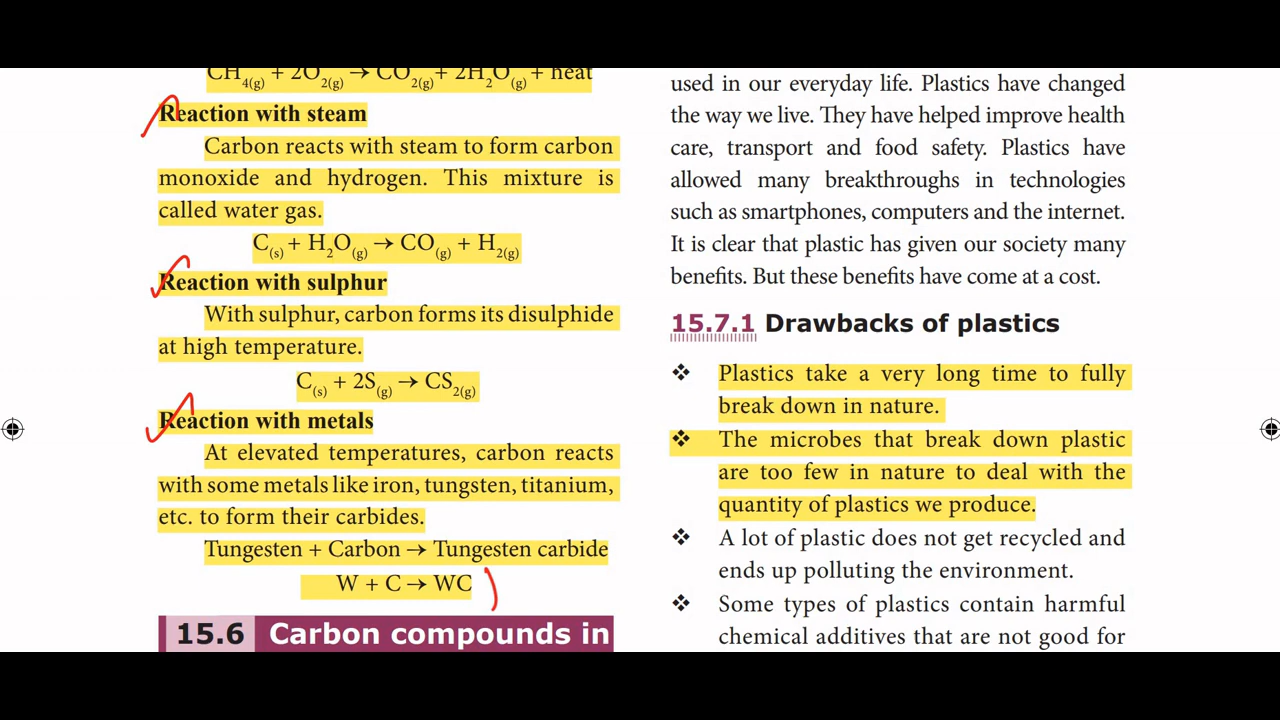 CH4(g) + 2O2(g) → CO2(g) + 2H2O(g) + heat
Reaction with steam
Carbon reacts with steam to form carbon
monoxide and hydrogen. This mixture is
called water gas.
C(s) + H2O(g) → CO(g) + H2(g)
Reaction with sulphur
With sulphur, carbon forms its disulphide
at high temperature.
C(s) + 2S(g) → CS2(g)
Reaction with metals
At elevated temperatures, carbon reacts
with some metals like iron, tungsten, titanium,
etc. to form their carbides.
Tungesten + Carbon → Tungesten carbide
W + C → WC
15.6 Carbon compounds in
used in our everyday life. Plastics have changed
the way we live. They have helped improve health
care, transport and food safety. Plastics have
allowed many breakthroughs in technologies
such as smartphones, computers and the internet.
It is clear that plastic has given our society many
benefits. But these benefits have come at a cost.
15.7.1 Drawbacks of plastics
❖ Plastics take a very long time to fully
break down in nature.
❖ The microbes that break down plastic
are too few in nature to deal with the
quantity of plastics we produce.
❖ A lot of plastic does not get recycled and
ends up polluting the environment.
❖ Some types of plastics contain harmful
chemical additives that are not good for